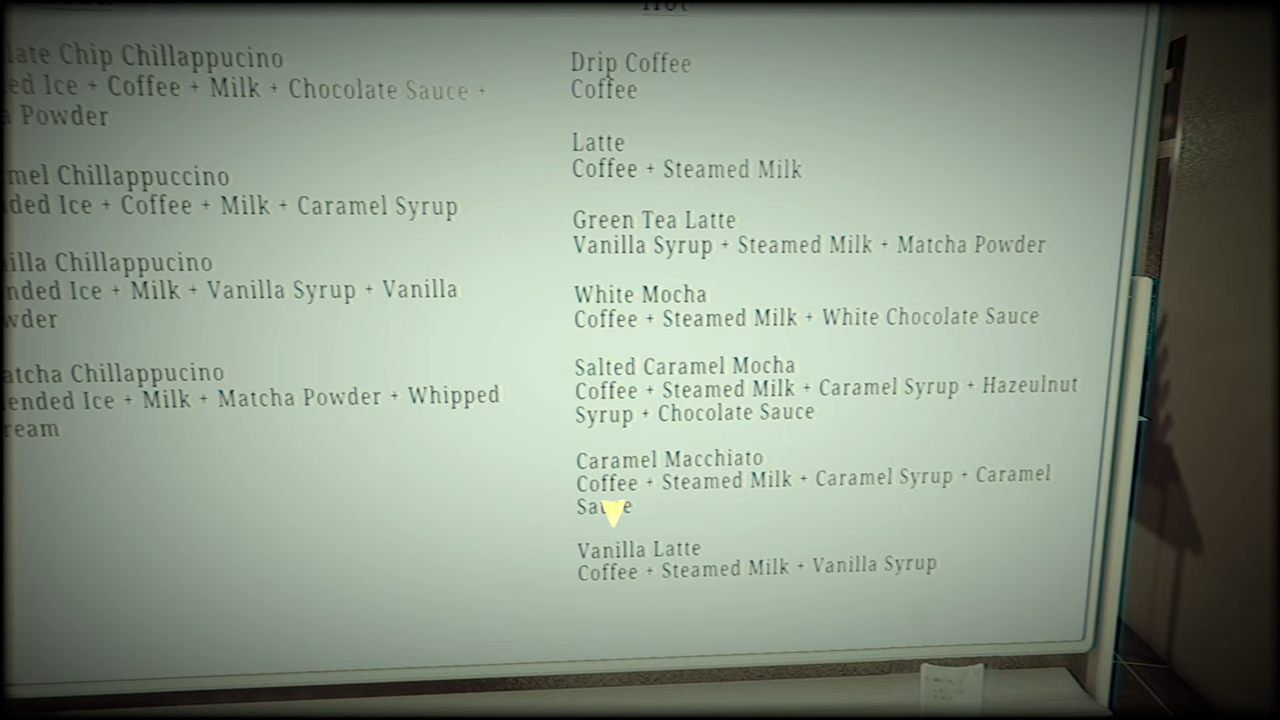 Hot
late Chip Chillappucino
ed Ice + Coffee + Milk + Chocolate Sauce +
Powder
mel Chillappuccino
ded Ice + Coffee + Milk + Caramel Syrup
illa Chillappucino
nded Ice + Milk + Vanilla Syrup + Vanilla
wder
atcha Chillappucino
ended Ice + Milk + Matcha Powder + Whipped
ream
Drip Coffee
Coffee
Latte
Coffee + Steamed Milk
Green Tea Latte
Vanilla Syrup + Steamed Milk + Matcha Powder
White Mocha
Coffee + Steamed Milk + White Chocolate Sauce
Salted Caramel Mocha
Coffee + Steamed Milk + Caramel Syrup + Hazeulnut
Syrup + Chocolate Sauce
Caramel Macchiato
Coffee + Steamed Milk + Caramel Syrup + Caramel
Sauce
Vanilla Latte
Coffee + Steamed Milk + Vanilla Syrup